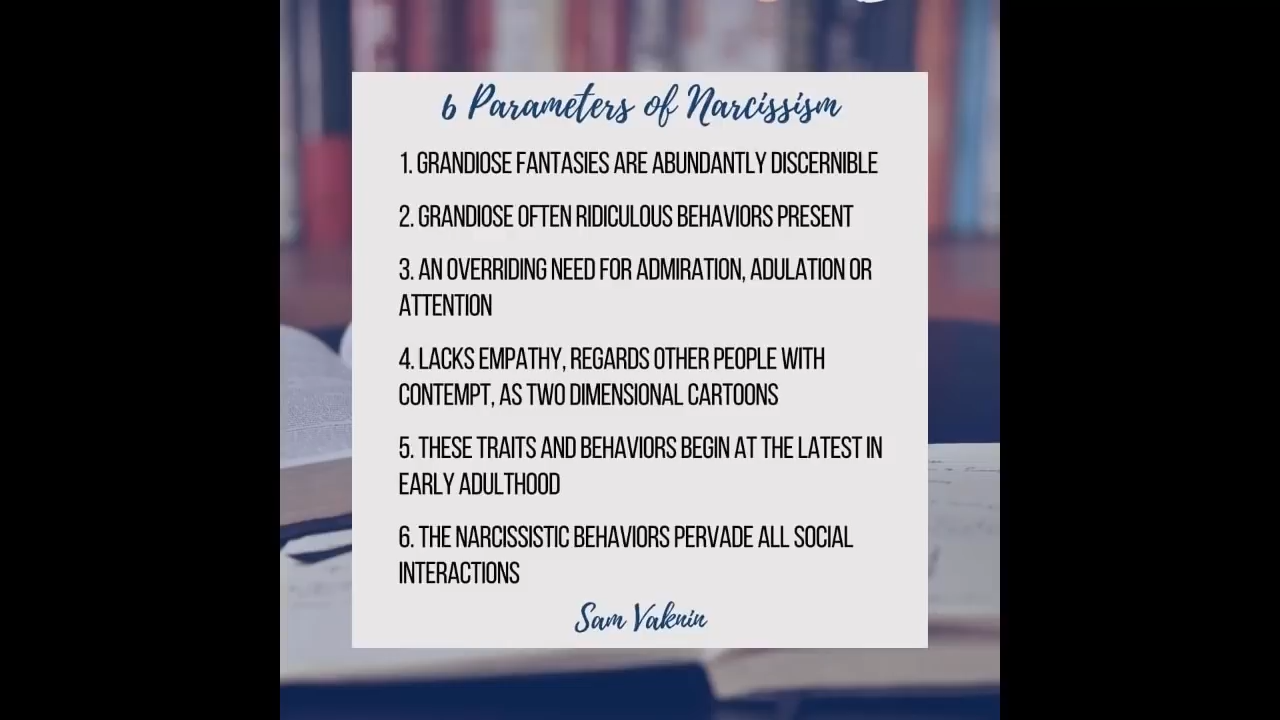 6 Parameters of Narcissism
1. GRANDIOSE FANTASIES ARE ABUNDANTLY DISCERNIBLE
2. GRANDIOSE OFTEN RIDICULOUS BEHAVIORS PRESENT
3. AN OVERRIDING NEED FOR ADMIRATION, ADULATION OR
ATTENTION
4. LACKS EMPATHY, REGARDS OTHER PEOPLE WITH
CONTEMPT, AS TWO DIMENSIONAL CARTOONS
5. THESE TRAITS AND BEHAVIORS BEGIN AT THE LATEST IN
EARLY ADULTHOOD
6. THE NARCISSISTIC BEHAVIORS PERVADE ALL SOCIAL
INTERACTIONS
Sam Vaknin